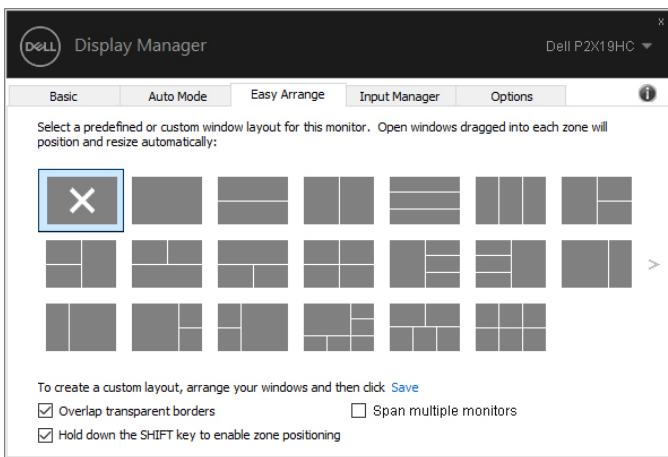 x
DELL Display Manager Dell P2X19HC
Basic Auto Mode Easy Arrange Input Manager Options i
Select a predefined or custom window layout for this monitor. Open windows dragged into each zone will
position and resize automatically:
>
To create a custom layout, arrange your windows and then click Save
Overlap transparent borders Span multiple monitors
Hold down the SHIFT key to enable zone positioning